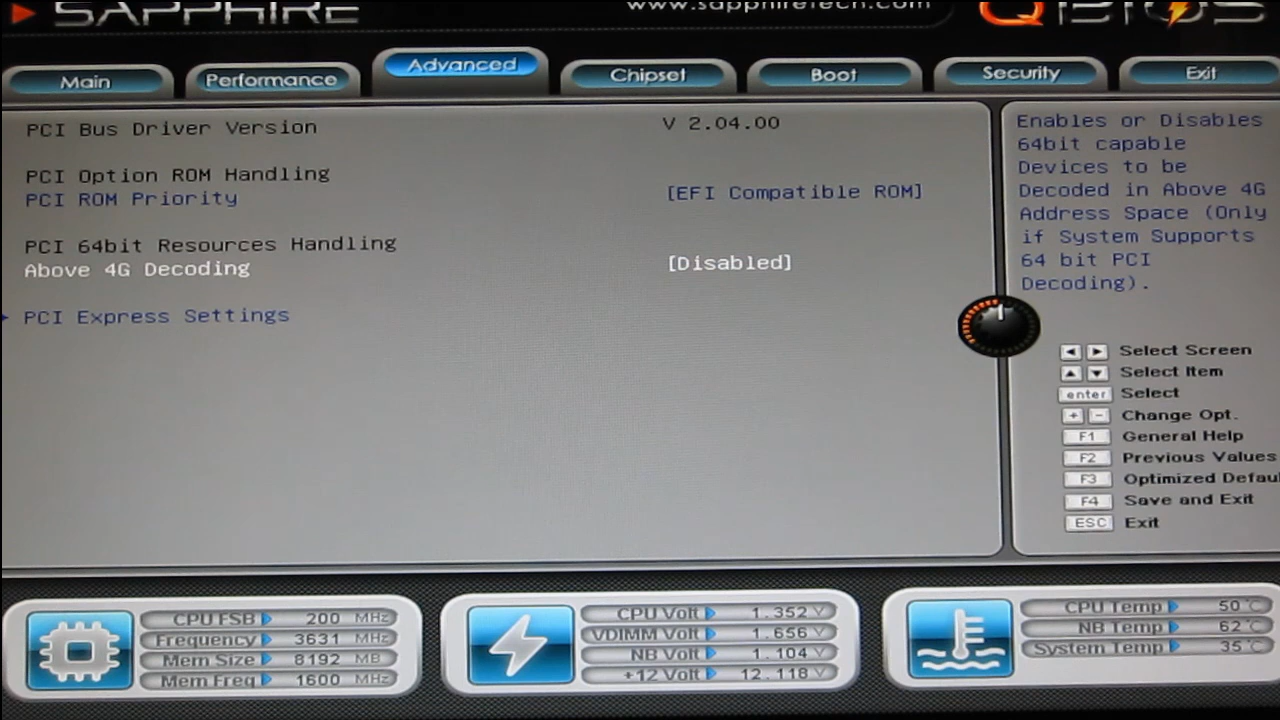 SAPPHIRE www.sapphiretech.com QBIOS
Main Performance Advanced Chipset Boot Security Exit
PCI Bus Driver Version V 2.04.00
PCI Option ROM Handling
PCI ROM Priority [EFI Compatible ROM]
PCI 64bit Resources Handling
Above 4G Decoding [Disabled]
PCI Express Settings
Enables or Disables
64bit capable
Devices to be
Decoded in Above 4G
Address Space (Only
if System Supports
64 bit PCI
Decoding).
Select Screen
Select Item
enter Select
+ - Change Opt.
F1 General Help
F2 Previous Values
F3 Optimized Defau
F4 Save and Exit
ESC Exit
CPU FSB 200 MHz
Frequency 3631 MHz
Mem Size 8192 MB
Mem Freq 1600 MHz
CPU Volt 1.352 V
VDIMM Volt 1.656 V
NB Volt 1.104 V
+12 Volt 12.118 V
CPU Temp 50 °C
NB Temp 62 °C
System Temp 35 °C